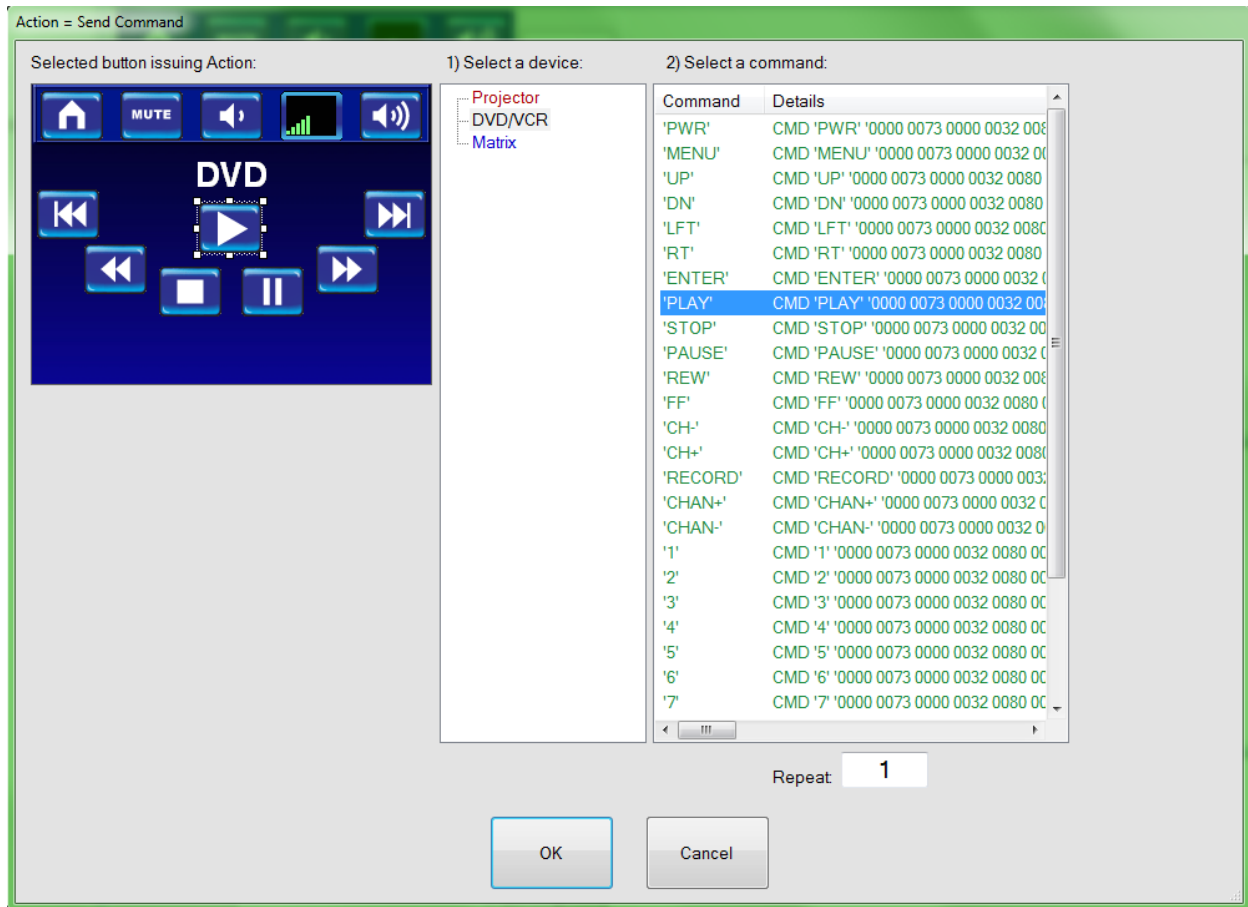 Action = Send Command
Selected button issuing Action:
1) Select a device:
2) Select a command:
MUTE
DVD
Projector
DVD/VCR
Matrix
Command Details
'PWR' CMD 'PWR' '0000 0073 0000 0032 008
'MENU' CMD 'MENU' '0000 0073 0000 0032 00
'UP' CMD 'UP' '0000 0073 0000 0032 0080
'DN' CMD 'DN' '0000 0073 0000 0032 0080
'LFT' CMD 'LFT' '0000 0073 0000 0032 0080
'RT' CMD 'RT' '0000 0073 0000 0032 0080
'ENTER' CMD 'ENTER' '0000 0073 0000 0032 0
'PLAY' CMD 'PLAY' '0000 0073 0000 0032 008
'STOP' CMD 'STOP' '0000 0073 0000 0032 00
'PAUSE' CMD 'PAUSE' '0000 0073 0000 0032 0
'REW' CMD 'REW' '0000 0073 0000 0032 008
'FF' CMD 'FF' '0000 0073 0000 0032 0080 0
'CH-' CMD 'CH-' '0000 0073 0000 0032 0080
'CH+' CMD 'CH+' '0000 0073 0000 0032 0080
'RECORD' CMD 'RECORD' '0000 0073 0000 003
'CHAN+' CMD 'CHAN+' '0000 0073 0000 0032 0
'CHAN-' CMD 'CHAN-' '0000 0073 0000 0032 0
'1' CMD '1' '0000 0073 0000 0032 0080 00
'2' CMD '2' '0000 0073 0000 0032 0080 00
'3' CMD '3' '0000 0073 0000 0032 0080 00
'4' CMD '4' '0000 0073 0000 0032 0080 00
'5' CMD '5' '0000 0073 0000 0032 0080 00
'6' CMD '6' '0000 0073 0000 0032 0080 00
'7' CMD '7' '0000 0073 0000 0032 0080 00
Repeat: 1
OK
Cancel